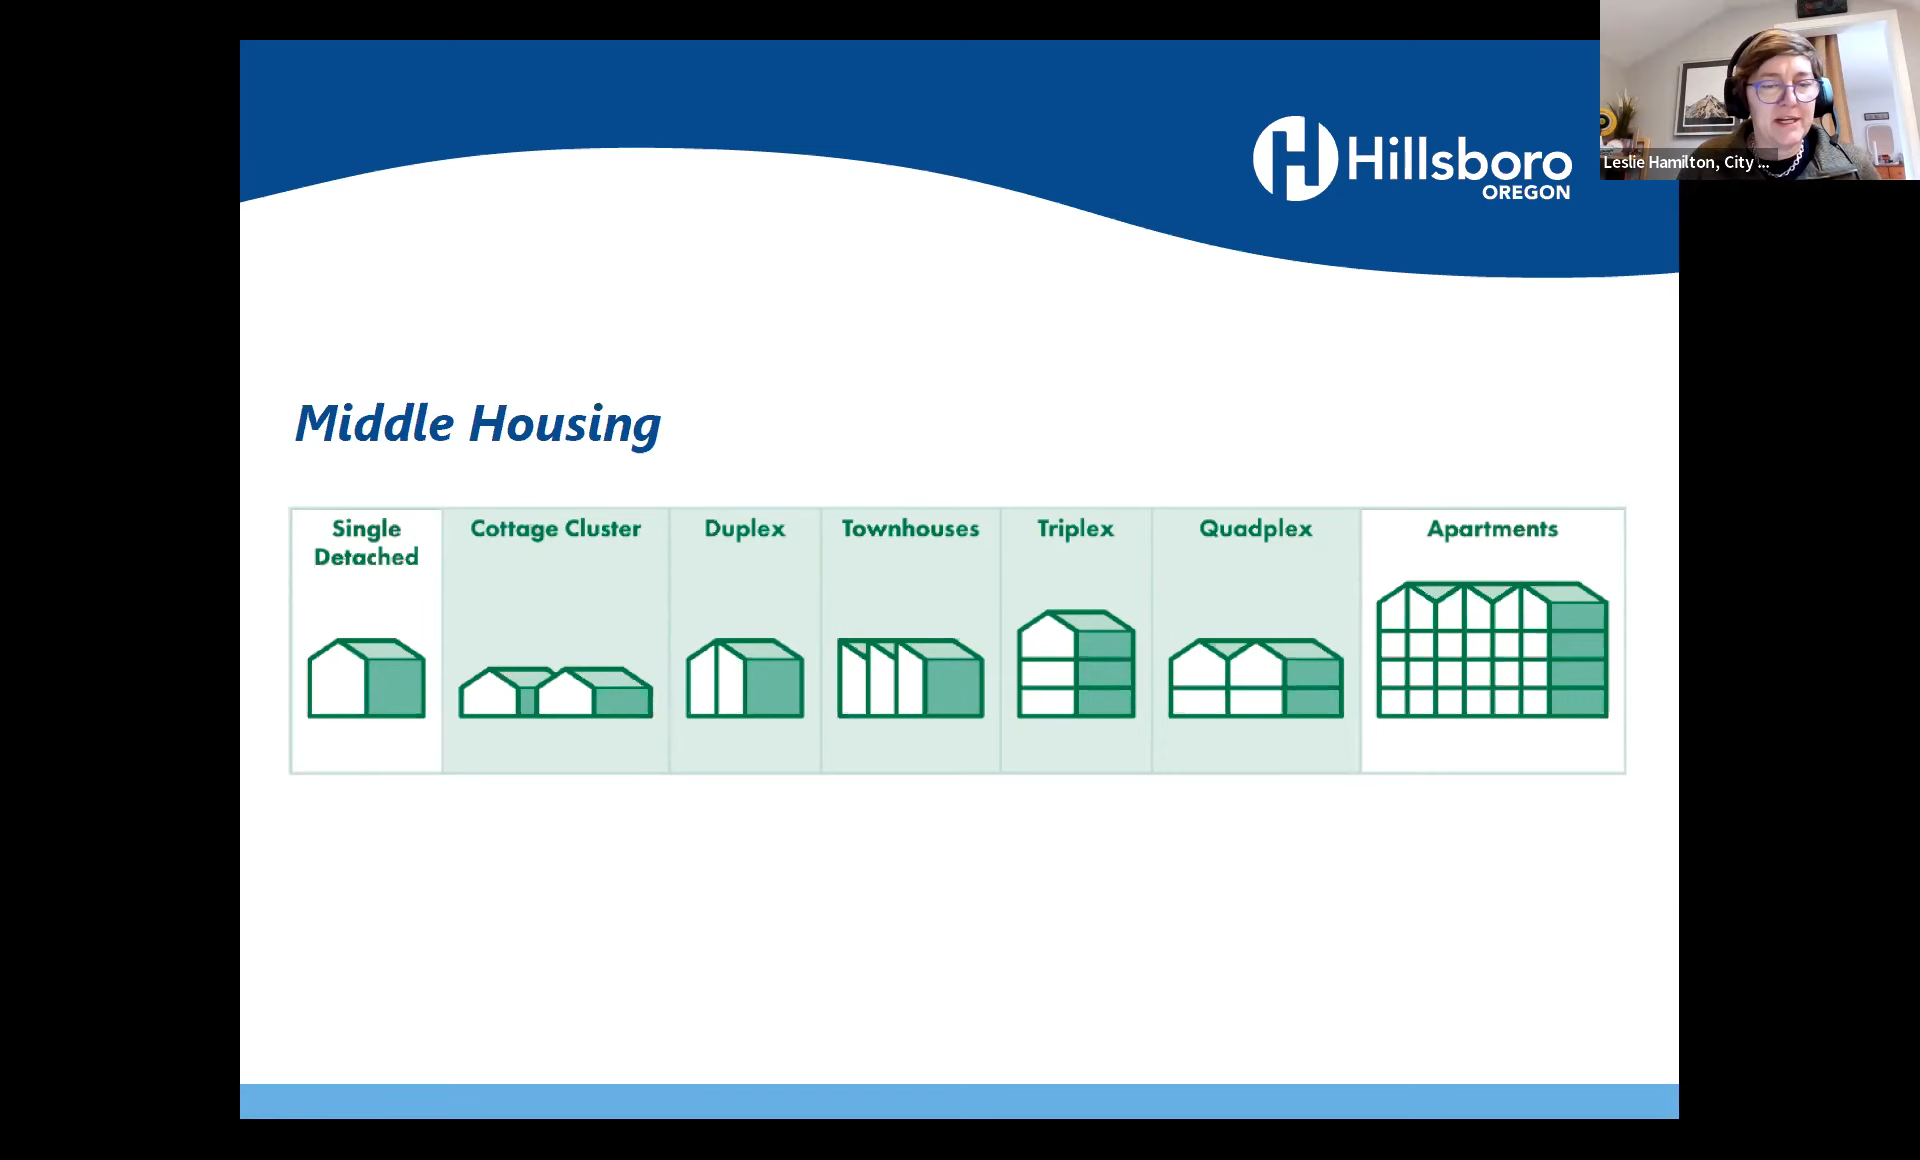 Hillsboro
OREGON
Leslie Hamilton, City ...
Middle Housing
Single
Detached
Cottage Cluster
Duplex
Townhouses
Triplex
Quadplex
Apartments